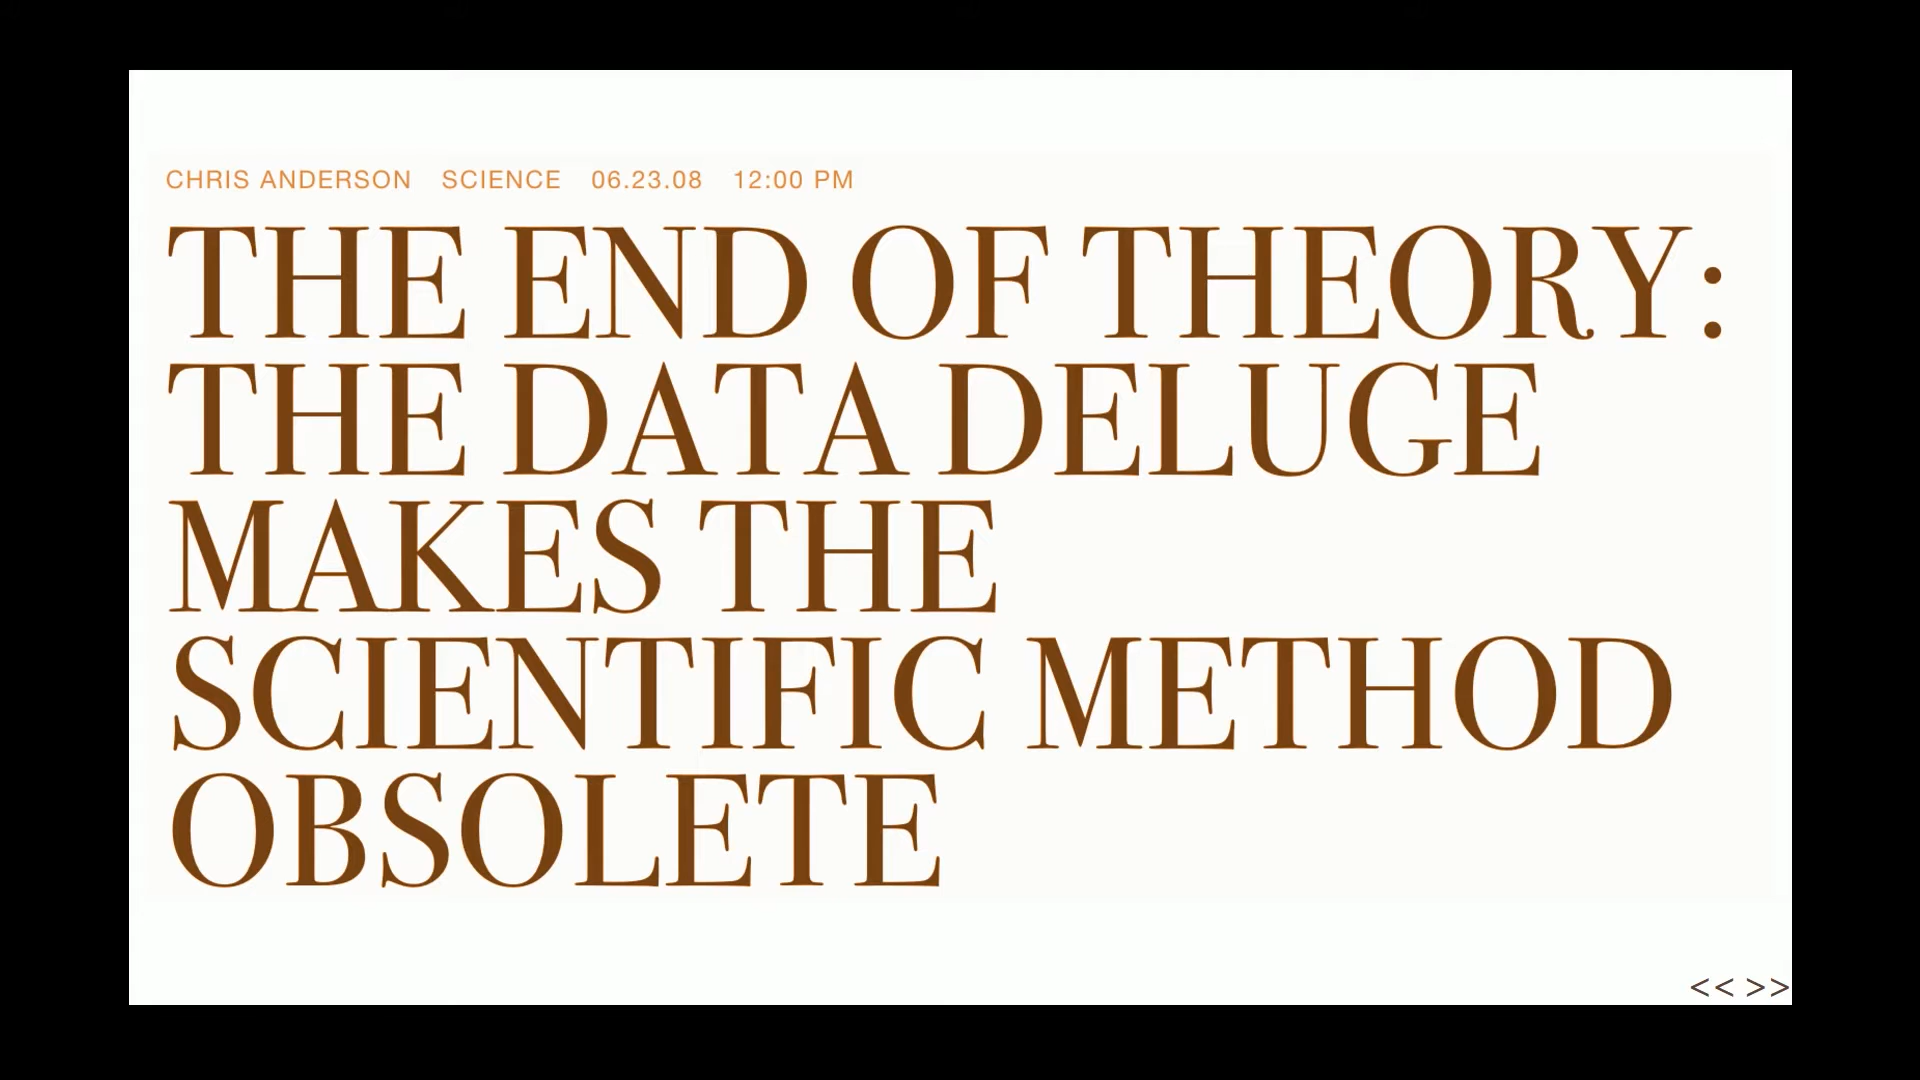 CHRIS ANDERSON SCIENCE 06.23.08 12:00 PM
THE END OF THEORY:
THE DATA DELUGE
MAKES THE
SCIENTIFIC METHOD
OBSOLETE
<< >>